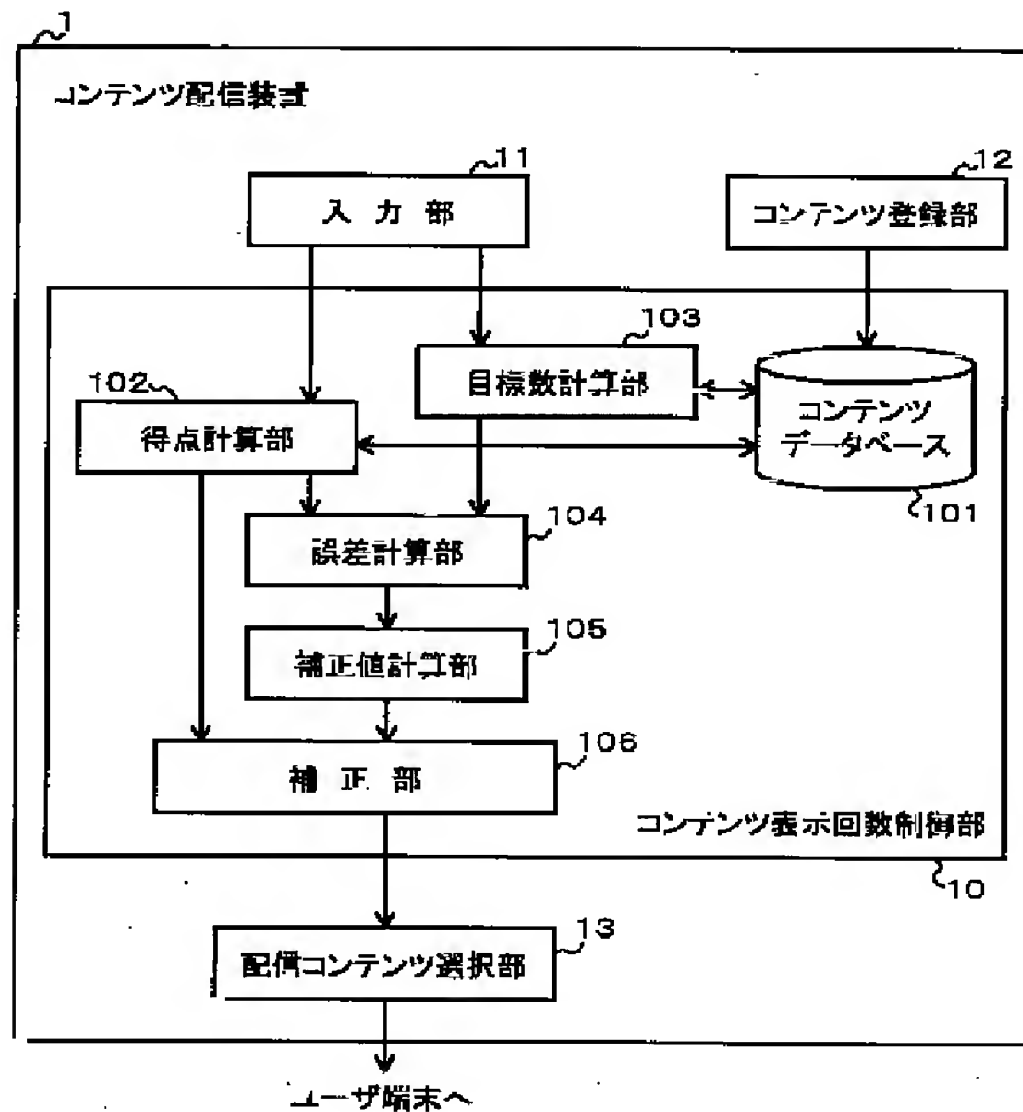 1
コンテンツ配信装置
11
入力部
12
コンテンツ登録部
103
目標数計算部
102
得点計算部
コンテンツ
データベース
101
104
誤差計算部
105
補正値計算部
106
補正部
コンテンツ表示回数制御部
10
13
配信コンテンツ選択部
ユーザ端末へ